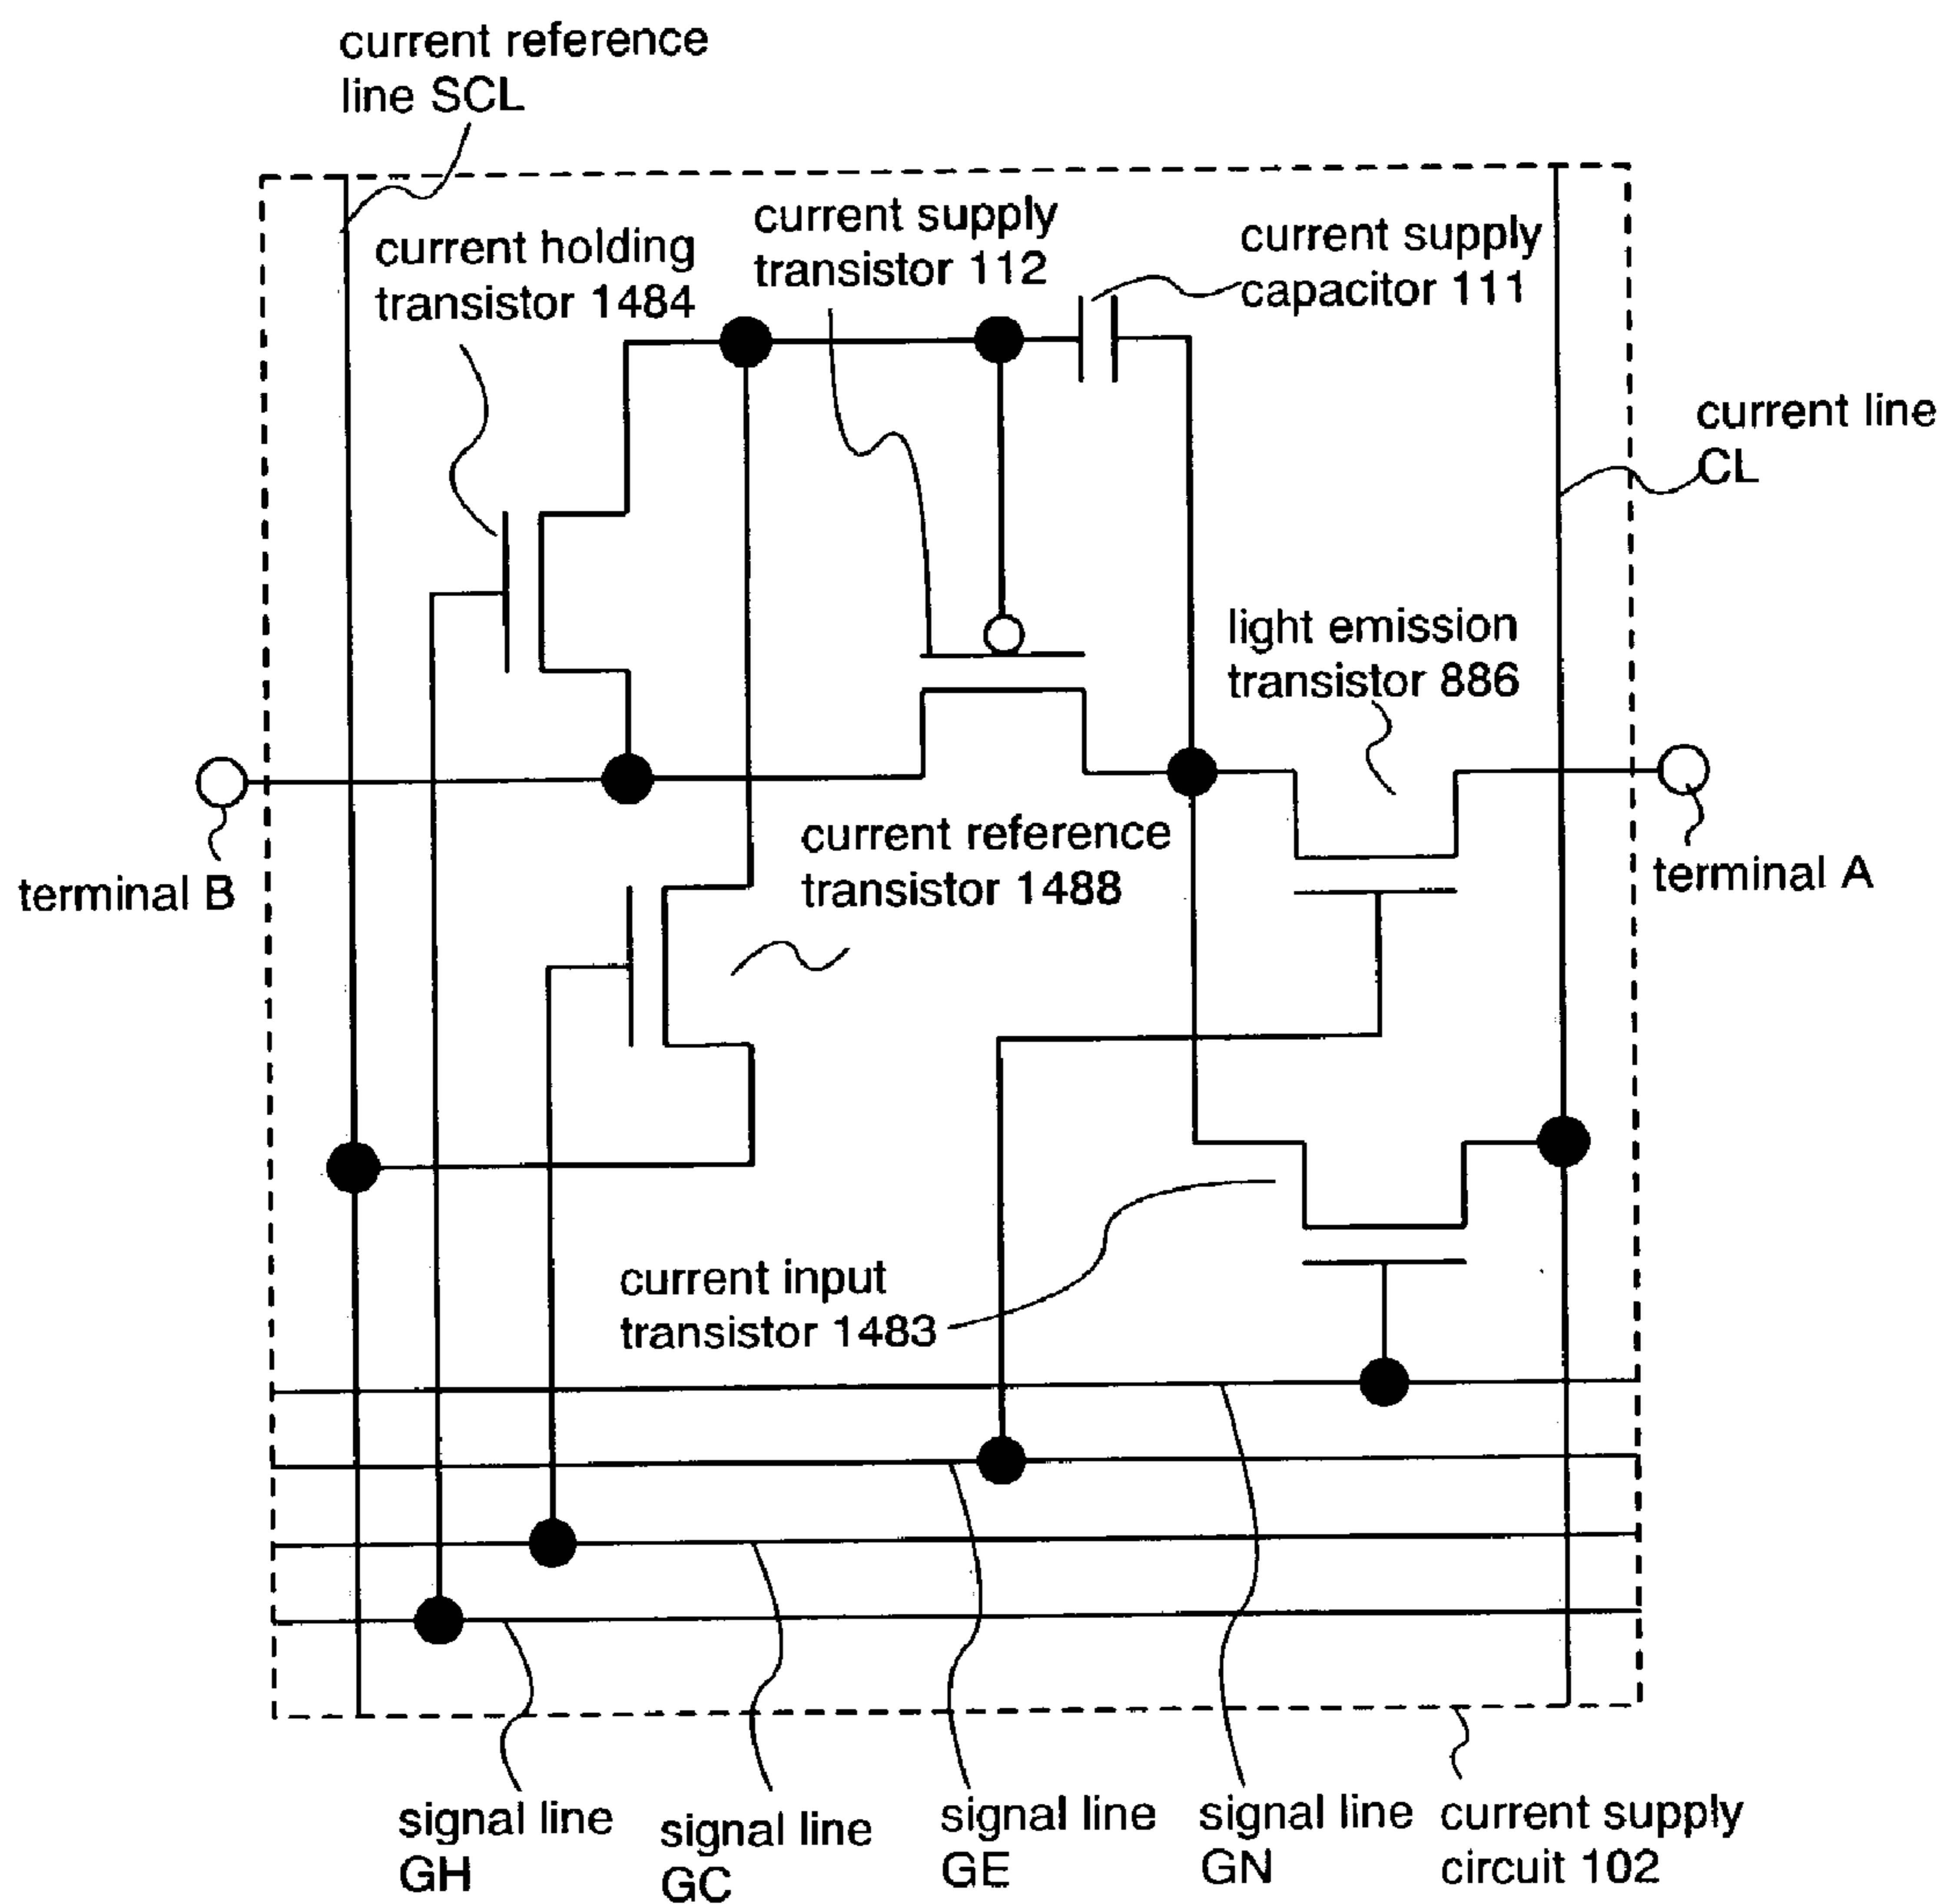 current reference
line SCL
current holding
transistor 1484
current supply
transistor 112
current supply
capacitor 111
current line
CL
light emission
transistor 886
terminal B
current reference
transistor 1488
terminal A
current input
transistor 1483
signal line
GH
signal line
GC
signal line
GE
signal line
GN
current supply
circuit 102